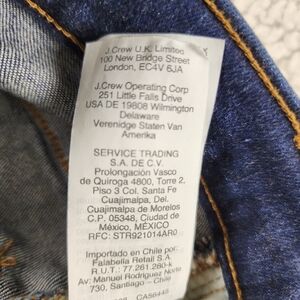 J.Crew U.K. Limited
100 New Bridge Street
London, EC4V 6JA
J.Crew Operating Corp
251 Little Falls Drive
USA DE 19808 Wilmington
Delaware
Verenidge Staten Van
Amerika
SERVICE TRADING
S.A. DE C.V.
Prolongación Vasco
de Quiroga 4800, Torre 2,
Piso 3 Col. Santa Fe
Cuajimalpa, Del.
Cuajimalpa de Morelos
C.P. 05348, Ciudad de
México, MÉXICO
RFC: STR921014AR0
Importado en Chile por:
Falabella Retail S.A.
R.U.T.: 77.261.280-k
Av: Manuel Rodríguez Norte
730, Santiago - Chile